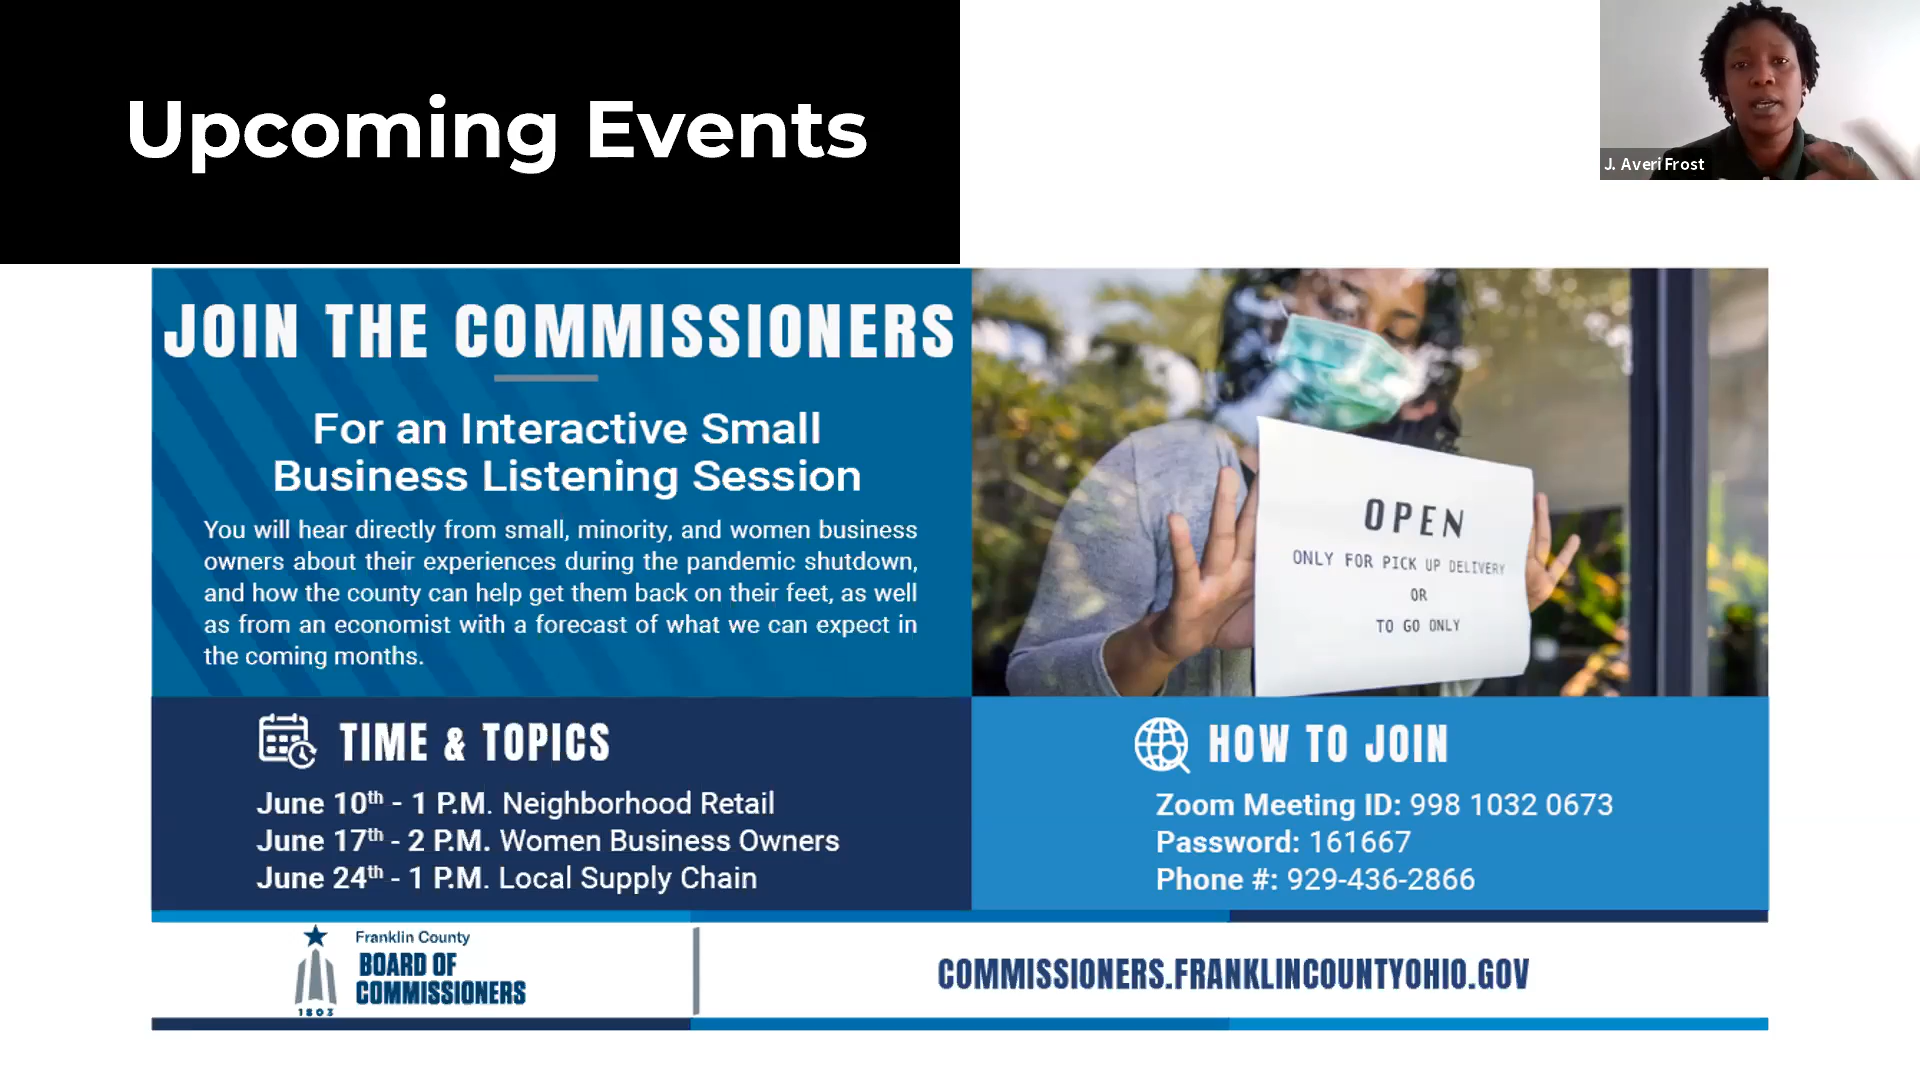 Upcoming Events
J. Averi Frost
JOIN THE COMMISSIONERS
For an Interactive Small
Business Listening Session
You will hear directly from small, minority, and women business
owners about their experiences during the pandemic shutdown,
and how the county can help get them back on their feet, as well
as from an economist with a forecast of what we can expect in
the coming months.
OPEN
ONLY FOR PICK UP DELIVERY
OR
TO GO ONLY
TIME & TOPICS
June 10th - 1 P.M. Neighborhood Retail
June 17th - 2 P.M. Women Business Owners
June 24th - 1 P.M. Local Supply Chain
HOW TO JOIN
Zoom Meeting ID: 998 1032 0673
Password: 161667
Phone #: 929-436-2866
Franklin County
BOARD OF
COMMISSIONERS
1803
COMMISSIONERS.FRANKLINCOUNTYOHIO.GOV